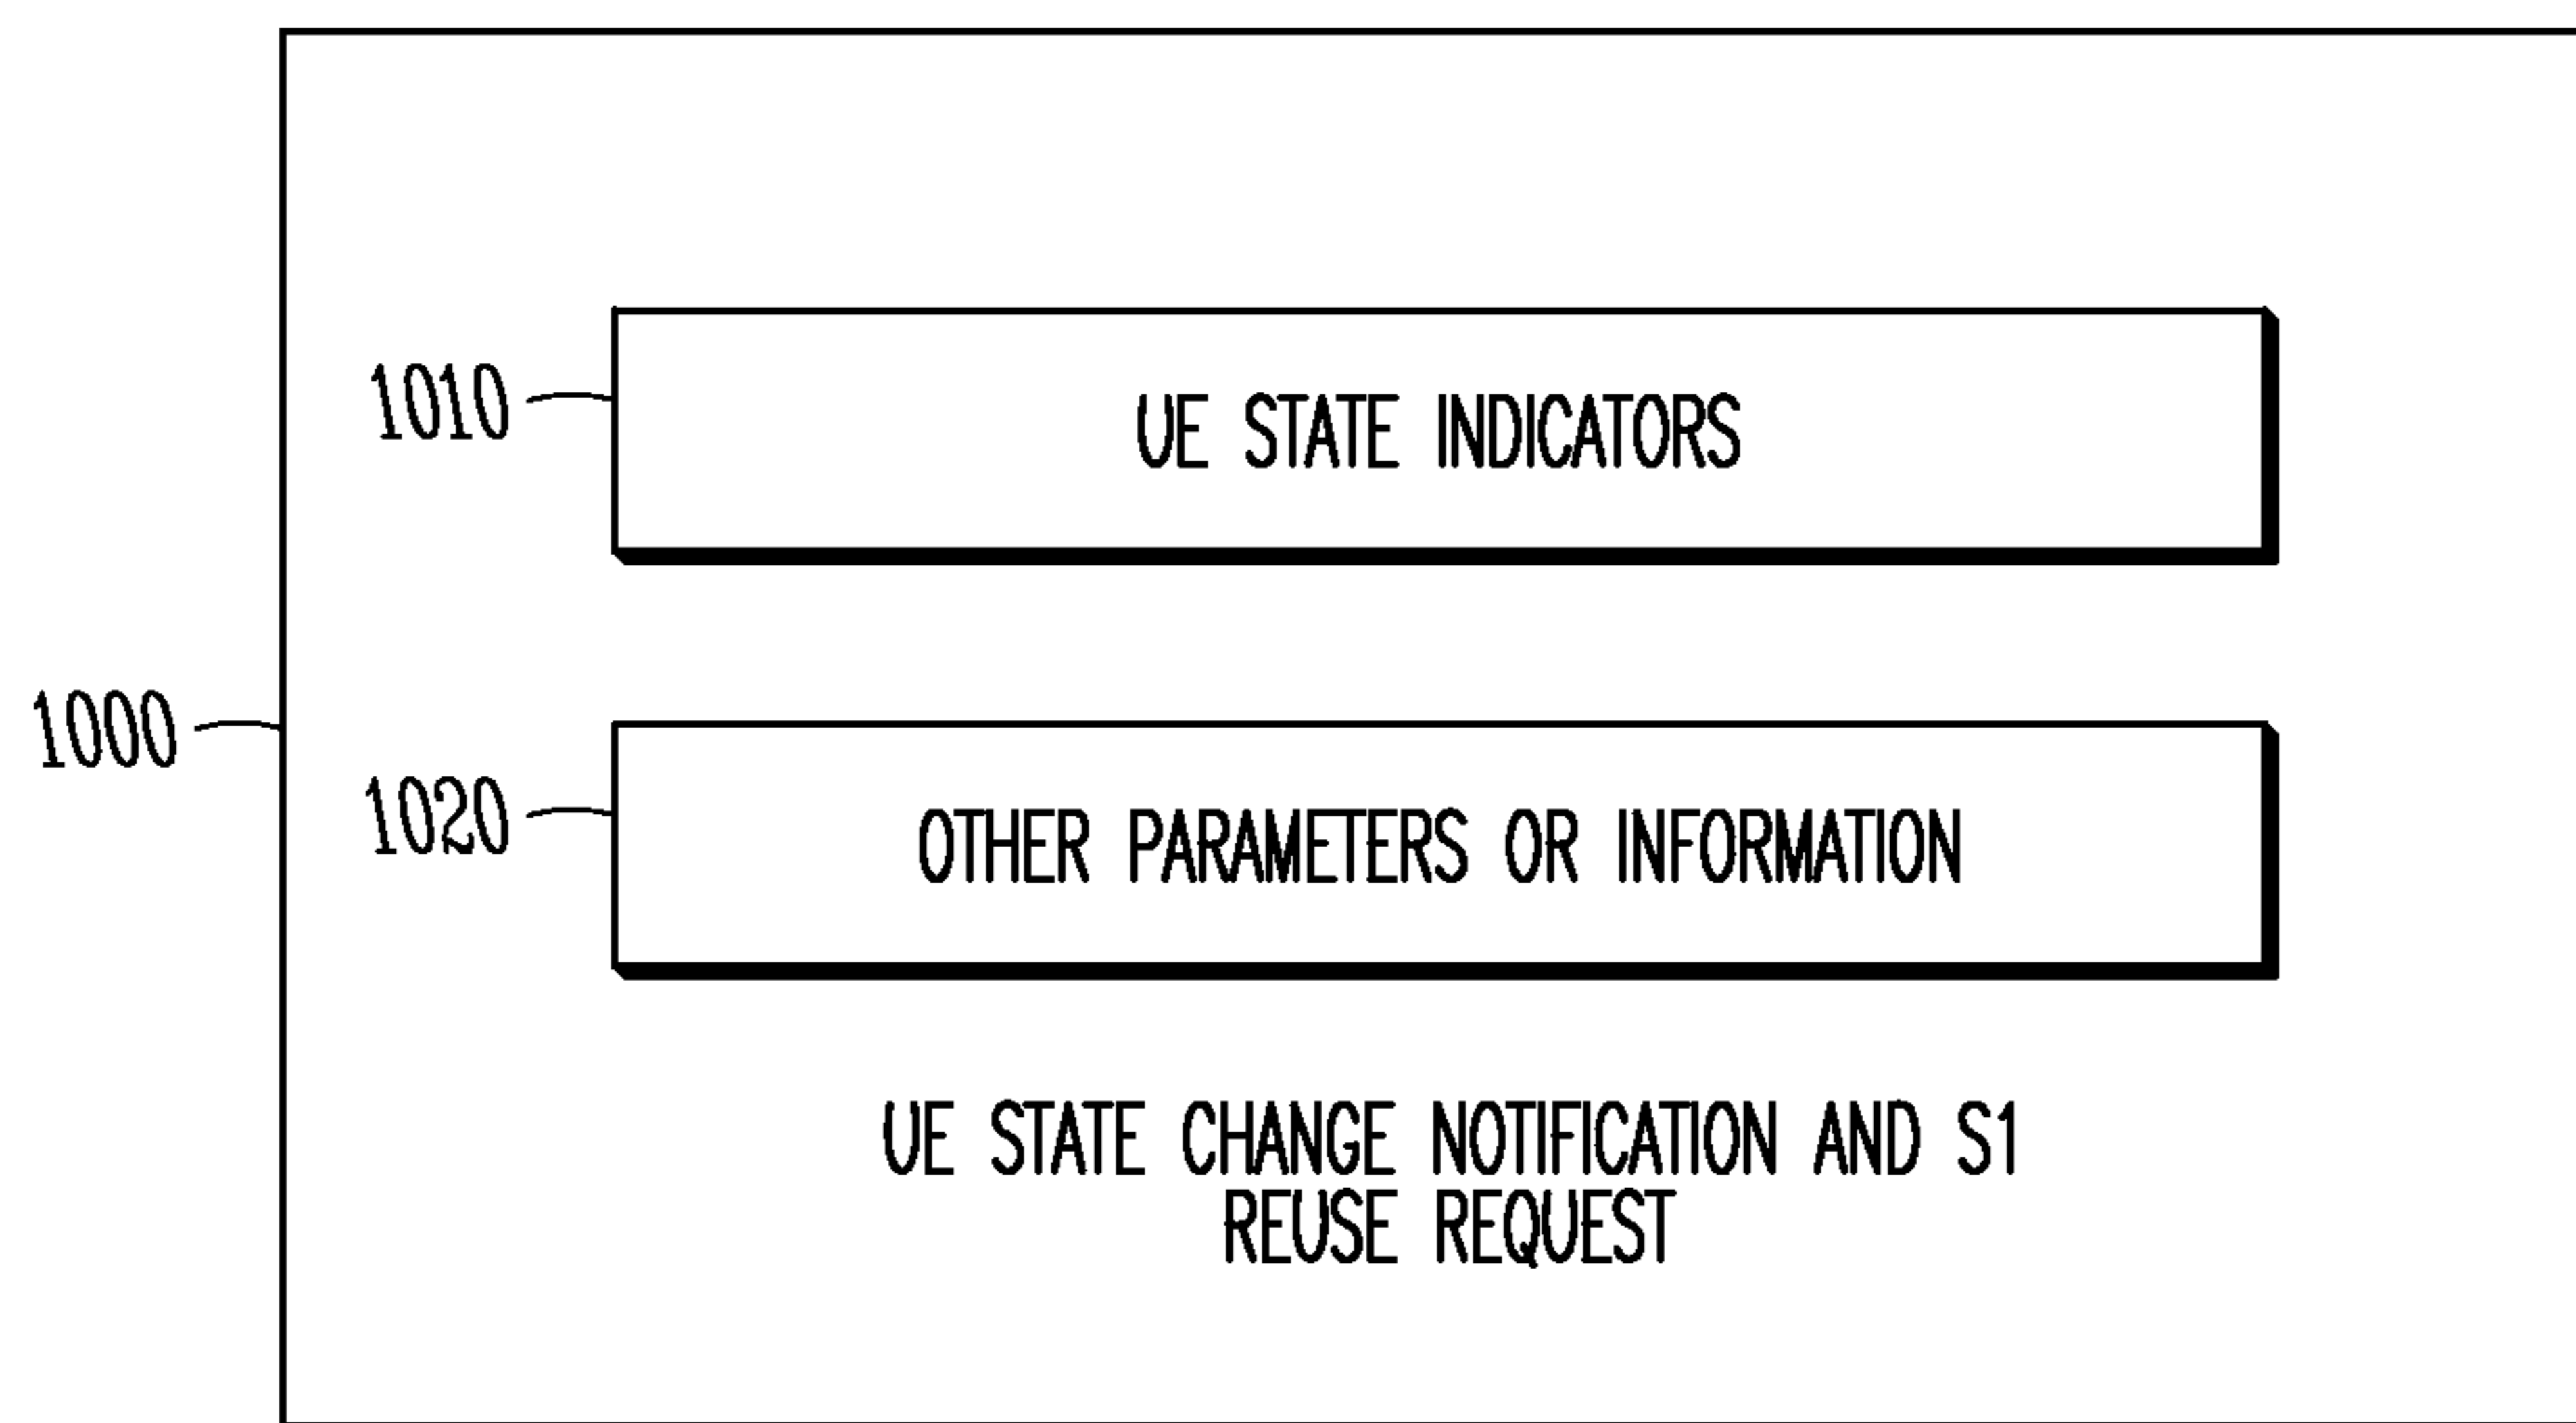 1010
UE STATE INDICATORS
1000
1020
OTHER PARAMETERS OR INFORMATION
UE STATE CHANGE NOTIFICATION AND S1
REUSE REQUEST